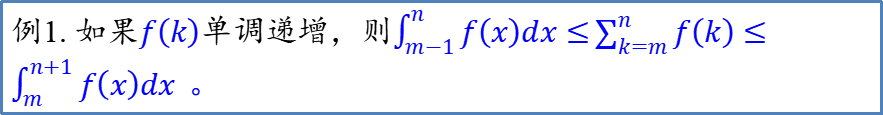 例1. 如果f(k)单调递增，则∫_{m−1}^{n} f(x)dx ≤ ∑_{k=m}^{n} f(k) ≤
∫_{m}^{n+1} f(x)dx 。